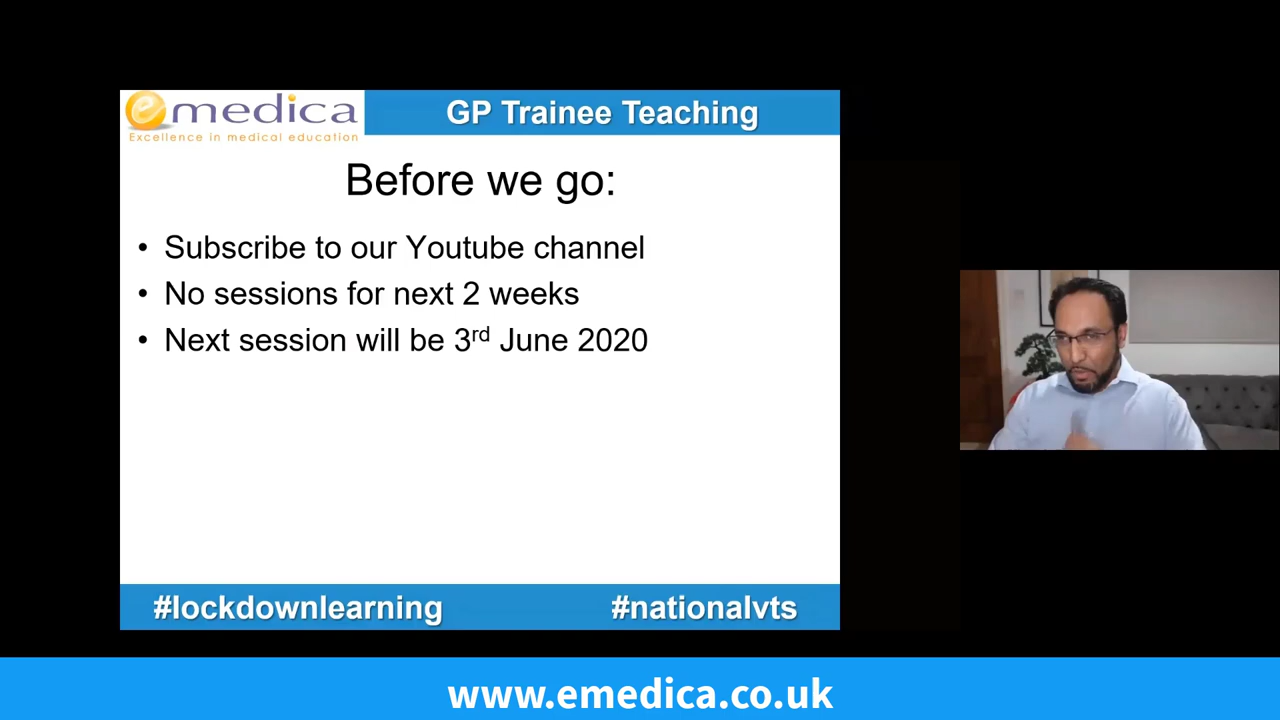 emedica
Excellence in medical education
GP Trainee Teaching
Before we go:
• Subscribe to our Youtube channel
• No sessions for next 2 weeks
• Next session will be 3rd June 2020
#lockdownlearning #nationalvts
www.emedica.co.uk